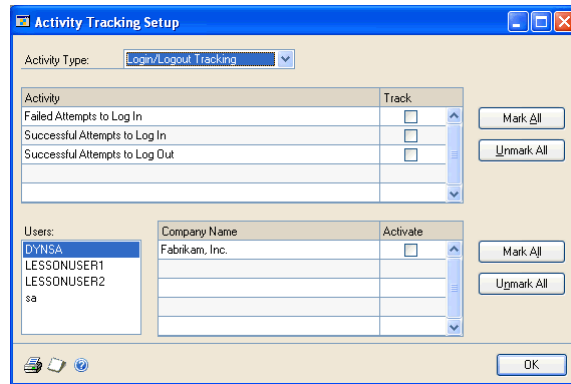 Activity Tracking Setup
Activity Type: Login/Logout Tracking
Activity Track
Failed Attempts to Log In
Successful Attempts to Log In
Successful Attempts to Log Out
Mark All
Unmark All
Users: Company Name Activate
DYNSA Fabrikam, Inc.
LESSONUSER1
LESSONUSER2
sa
Mark All
Unmark All
OK